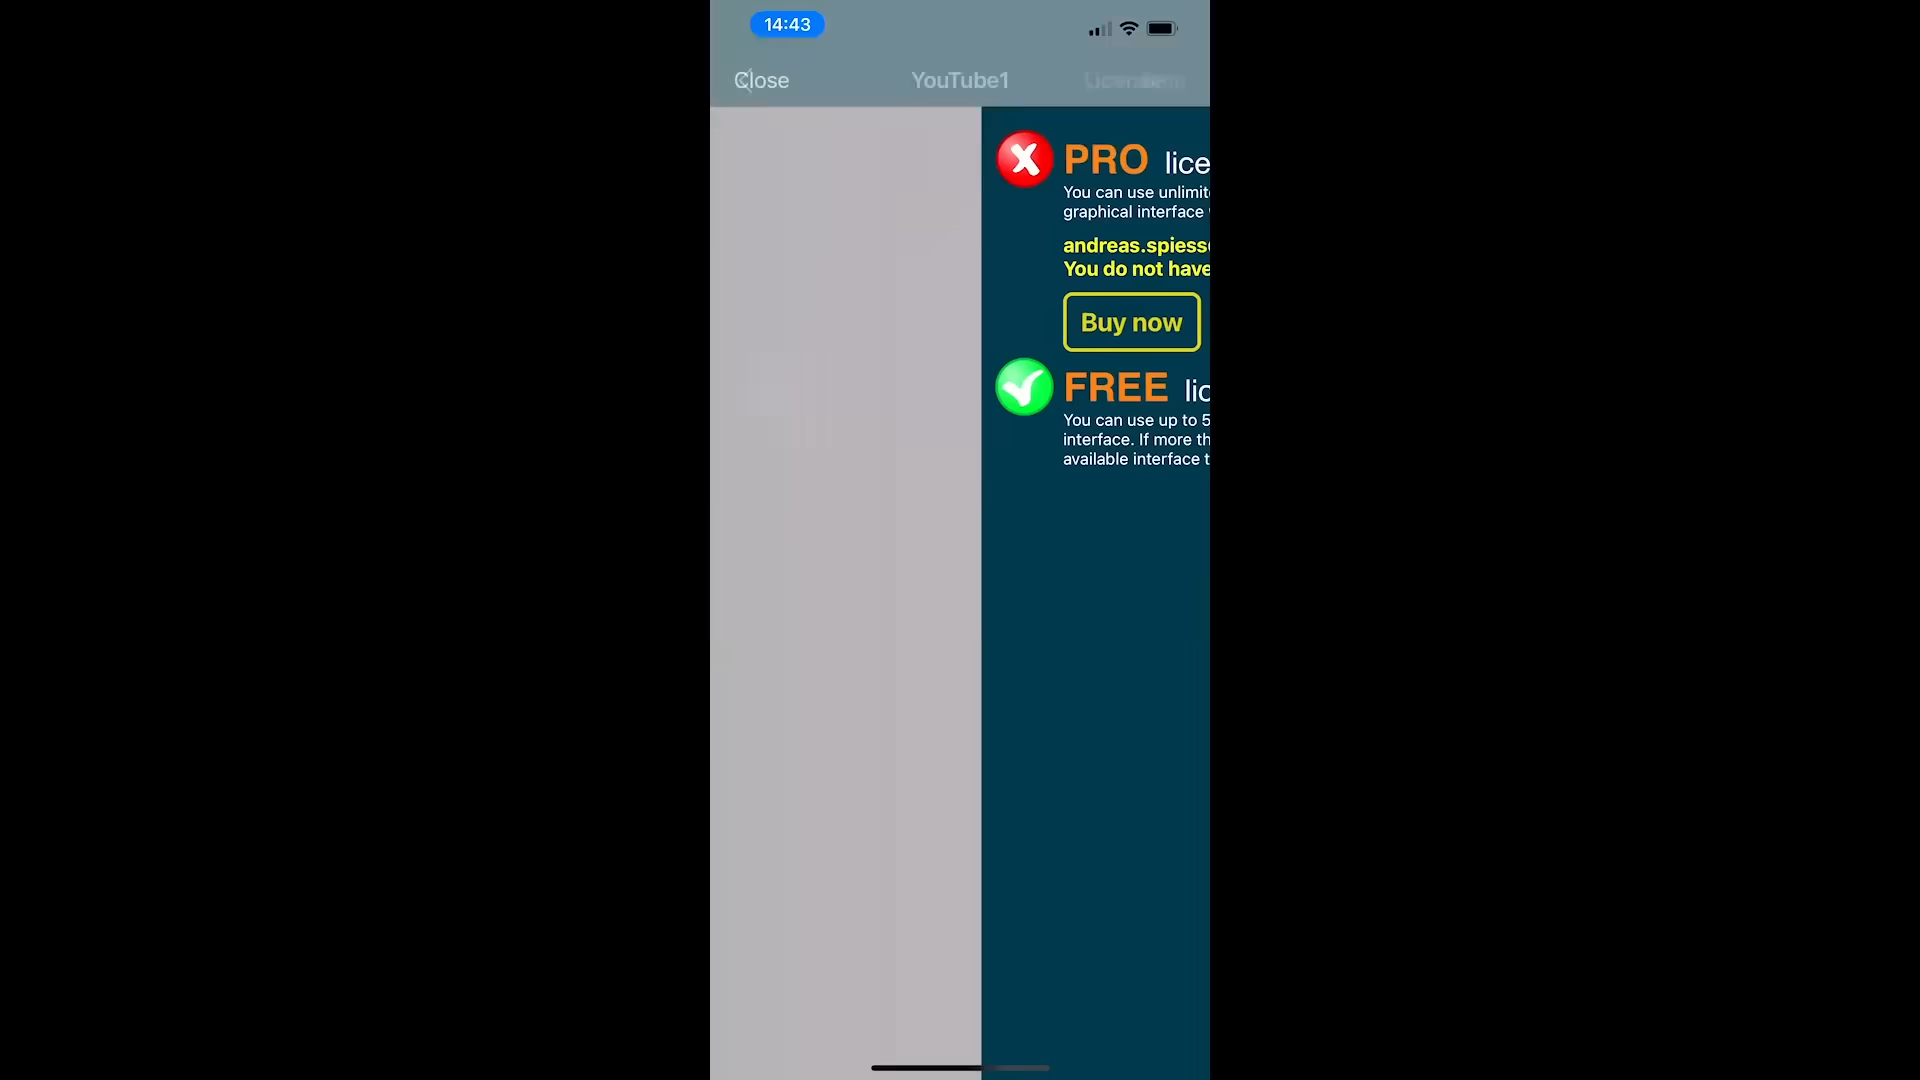 14:43
Close
YouTube1
PRO lice
You can use unlimit
graphical interface
andreas.spiess
You do not have
Buy now
FREE lic
You can use up to 5
interface. If more th
available interface t